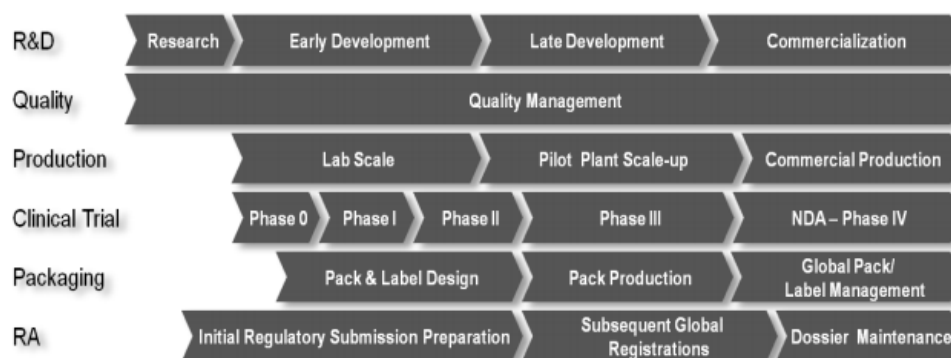 R&D Research Early Development Late Development Commercialization
Quality Quality Management
Production Lab Scale Pilot Plant Scale-up Commercial Production
Clinical Trial Phase 0 Phase I Phase II Phase III NDA – Phase IV
Packaging Pack & Label Design Pack Production Global Pack/
Label Management
RA Initial Regulatory Submission Preparation Subsequent Global
Registrations Dossier Maintenance